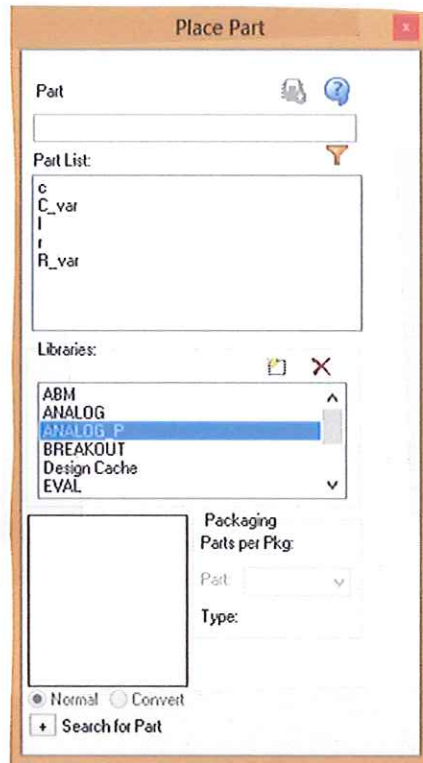 Place Part
x
Part
?
Part List:
c
C_var
l
r
R_var
Libraries:
ABM
ANALOG
ANALOG_P
BREAKOUT
Design Cache
EVAL
Packaging
Parts per Pkg:
Part:
Type:
Normal Convert
+ Search for Part